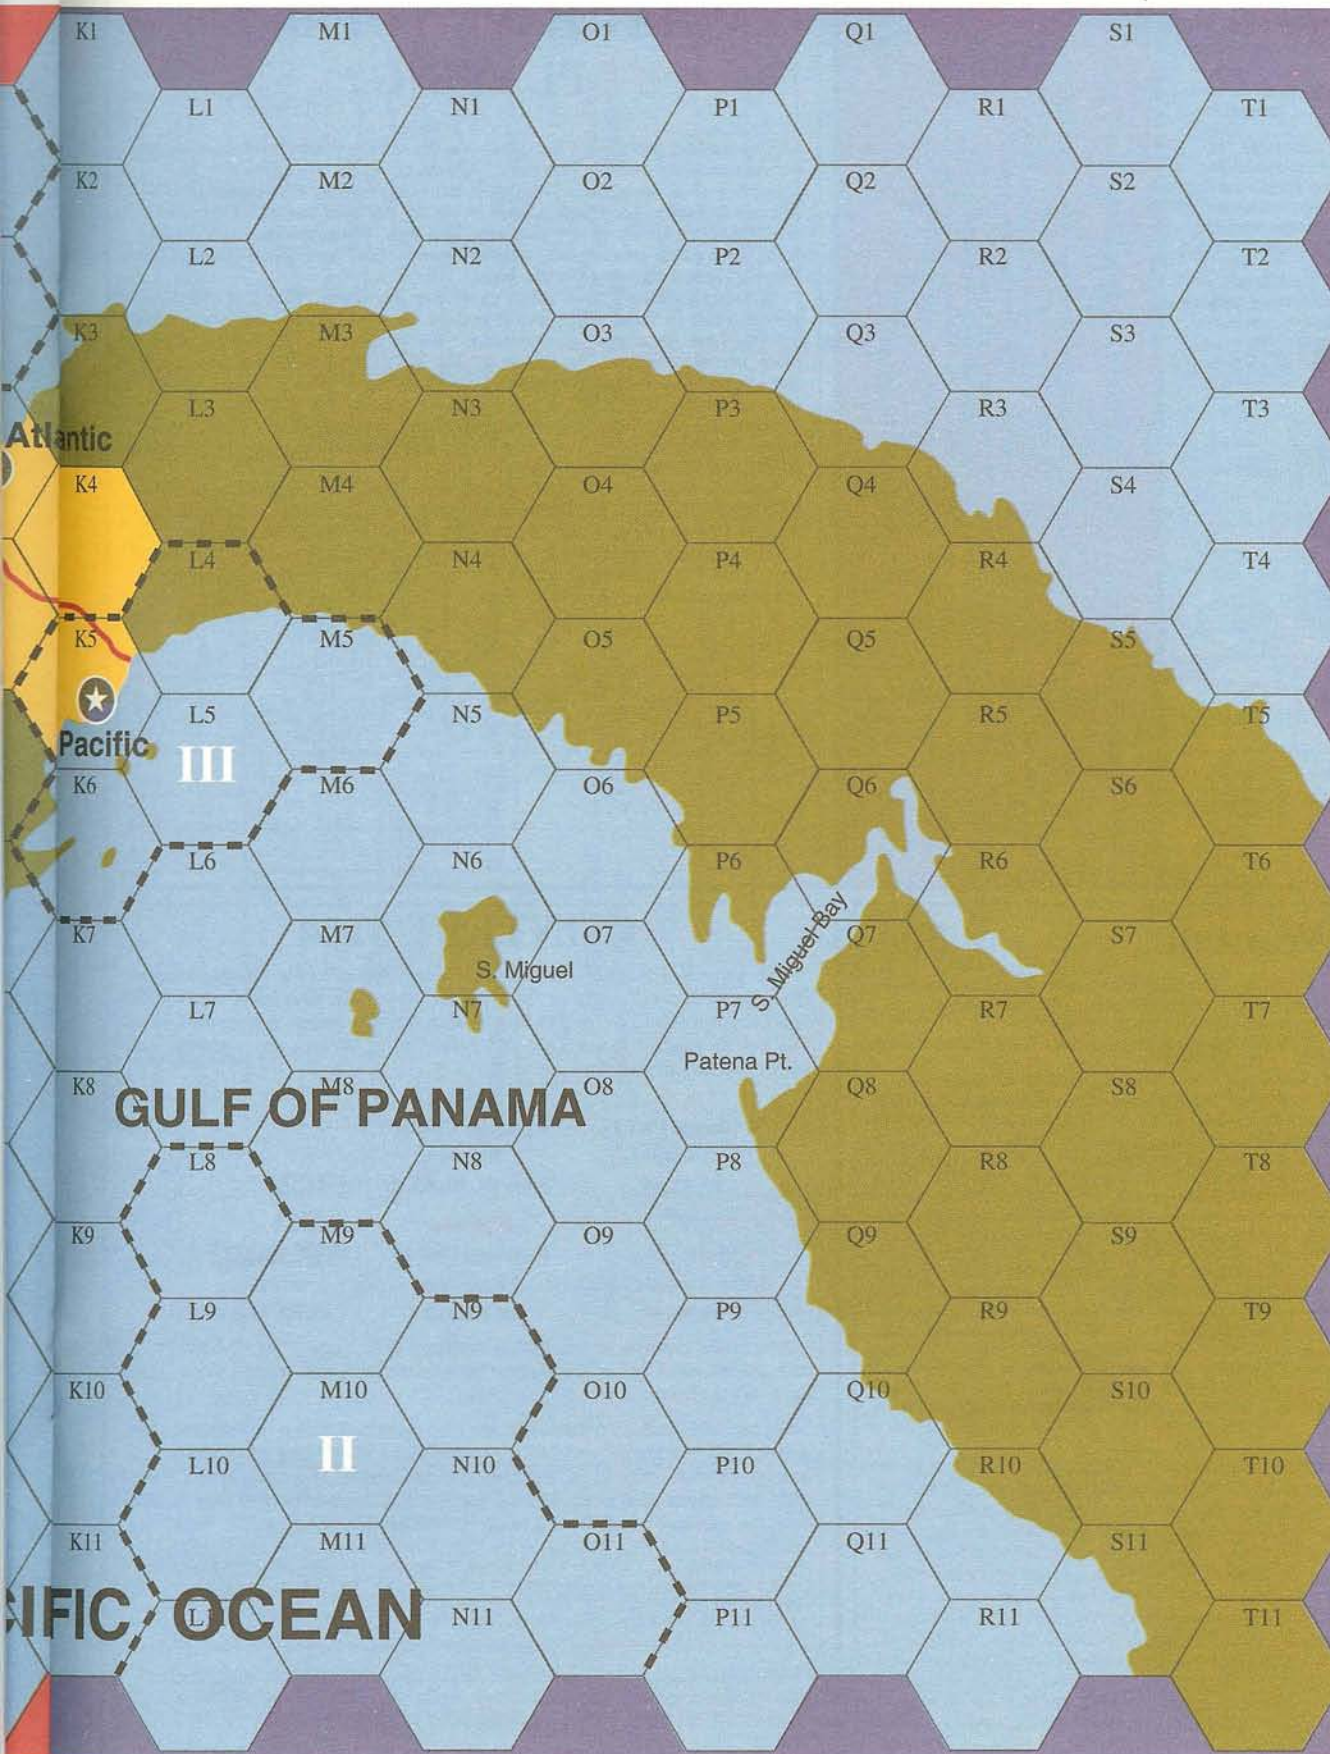 K1 M1 O1 Q1 S1
L1 N1 P1 R1 T1
K2 M2 O2 Q2 S2
L2 N2 P2 R2 T2
K3 M3 O3 Q3 S3
L3 N3 P3 R3 T3
Atlantic
K4 M4 O4 Q4 S4
L4 N4 P4 R4 T4
K5 M5 O5 Q5 S5
L5 N5 P5 R5 T5
Pacific
III
K6 M6 O6 Q6 S6
L6 N6 P6 R6 T6
K7 M7 O7 Q7 S7
S. Miguel
S. Miguel Bay
L7 N7 P7 R7 T7
Patena Pt.
K8 M8 O8 Q8 S8
GULF OF PANAMA
L8 N8 P8 R8 T8
K9 M9 O9 Q9 S9
L9 N9 P9 R9 T9
K10 M10 O10 Q10 S10
II
L10 N10 P10 R10 T10
K11 M11 O11 Q11 S11
CIFIC OCEAN
N11 P11 R11 T11